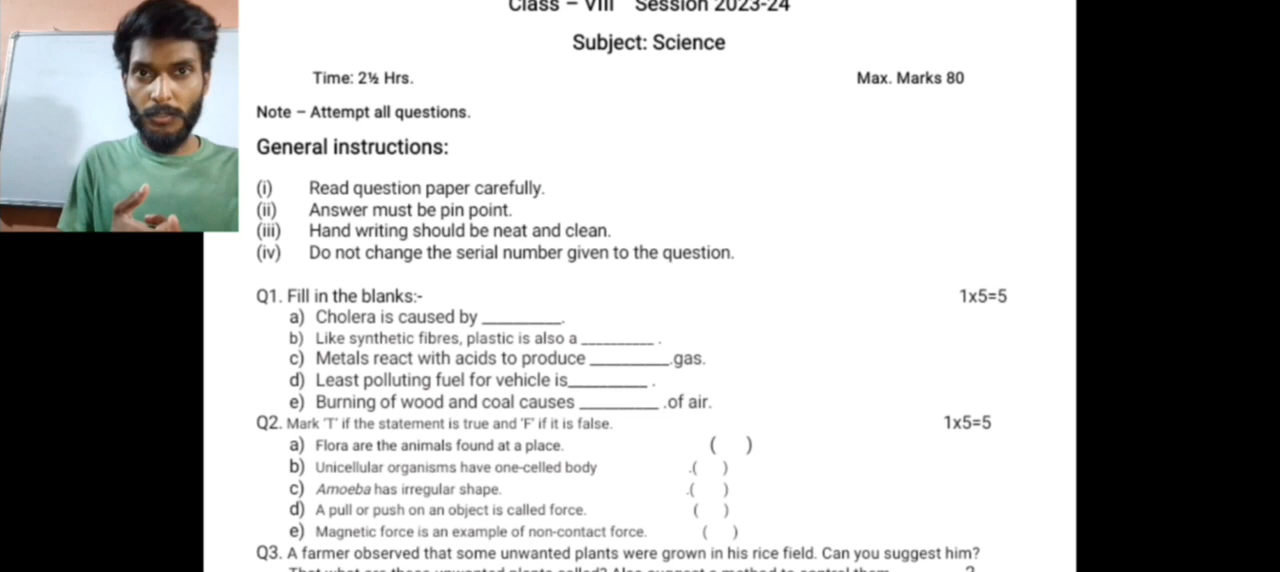 Class – VIII Session 2023-24
Subject: Science
Time: 2½ Hrs. Max. Marks 80
Note – Attempt all questions.
General instructions:
(i) Read question paper carefully.
(ii) Answer must be pin point.
(iii) Hand writing should be neat and clean.
(iv) Do not change the serial number given to the question.
Q1. Fill in the blanks:- 1x5=5
a) Cholera is caused by _________.
b) Like synthetic fibres, plastic is also a _________ .
c) Metals react with acids to produce _________.gas.
d) Least polluting fuel for vehicle is_________ .
e) Burning of wood and coal causes _________ .of air.
Q2. Mark 'T' if the statement is true and 'F' if it is false. 1x5=5
a) Flora are the animals found at a place. ( )
b) Unicellular organisms have one-celled body .( )
c) Amoeba has irregular shape. .( )
d) A pull or push on an object is called force. ( )
e) Magnetic force is an example of non-contact force. ( )
Q3. A farmer observed that some unwanted plants were grown in his rice field. Can you suggest him?